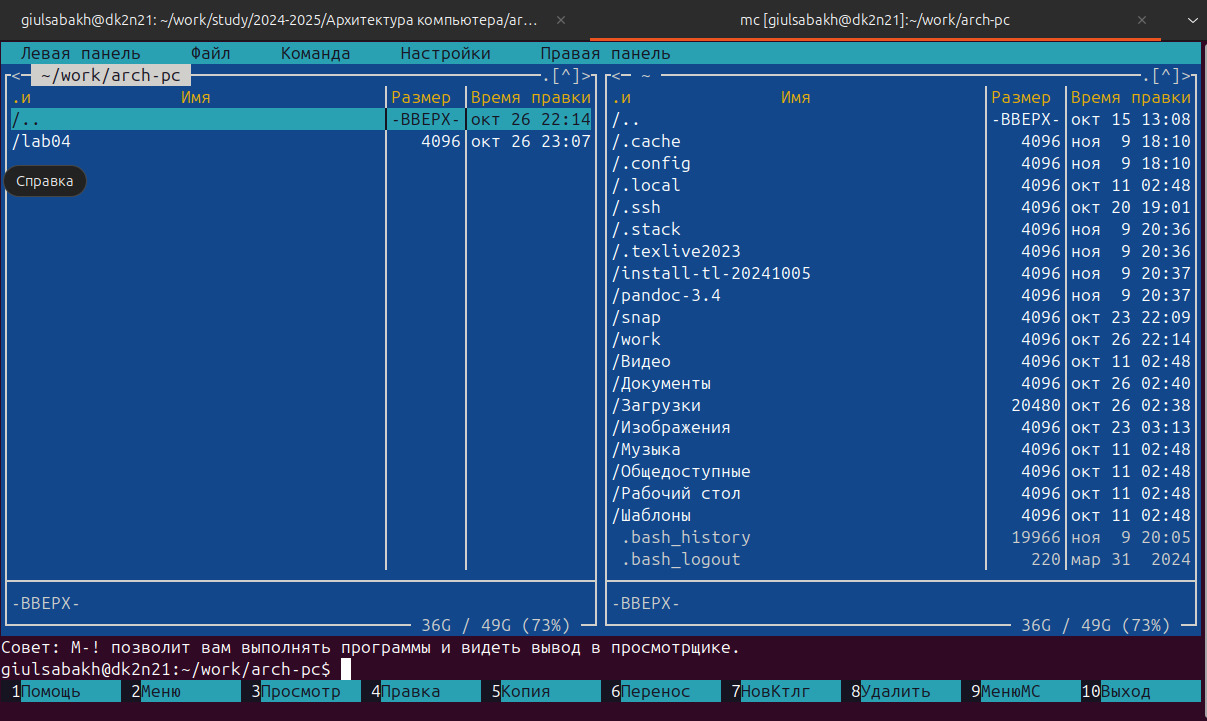 giulsabakh@dk2n21: ~/work/study/2024-2025/Архитектура компьютера/ar... × mc [giulsabakh@dk2n21]:~/work/arch-pc ×
Левая панель Файл Команда Настройки Правая панель
<- ~/work/arch-pc .[^]>
.и Имя Размер Время правки
/.. -ВВЕРХ- окт 26 22:14
/lab04 4096 окт 26 23:07
Справка
-ВВЕРХ-
36G / 49G (73%)
<- ~ .[^]>
.и Имя Размер Время правки
/.. -ВВЕРХ- окт 15 13:08
/.cache 4096 ноя 9 18:10
/.config 4096 ноя 9 18:10
/.local 4096 окт 11 02:48
/.ssh 4096 окт 20 19:01
/.stack 4096 ноя 9 20:36
/.texlive2023 4096 ноя 9 20:36
/install-tl-20241005 4096 ноя 9 20:37
/pandoc-3.4 4096 ноя 9 20:37
/snap 4096 окт 23 22:09
/work 4096 окт 26 22:14
/Видео 4096 окт 11 02:48
/Документы 4096 окт 26 02:40
/Загрузки 20480 окт 26 02:38
/Изображения 4096 окт 23 03:13
/Музыка 4096 окт 11 02:48
/Общедоступные 4096 окт 11 02:48
/Рабочий стол 4096 окт 11 02:48
/Шаблоны 4096 окт 11 02:48
.bash_history 19966 ноя 9 20:05
.bash_logout 220 мар 31 2024
-ВВЕРХ-
36G / 49G (73%)
Совет: M-! позволит вам выполнять программы и видеть вывод в просмотрщике.
giulsabakh@dk2n21:~/work/arch-pc$
1Помощь 2Меню 3Просмотр 4Правка 5Копия 6Перенос 7НовКтлг 8Удалить 9МенюMC 10Выход